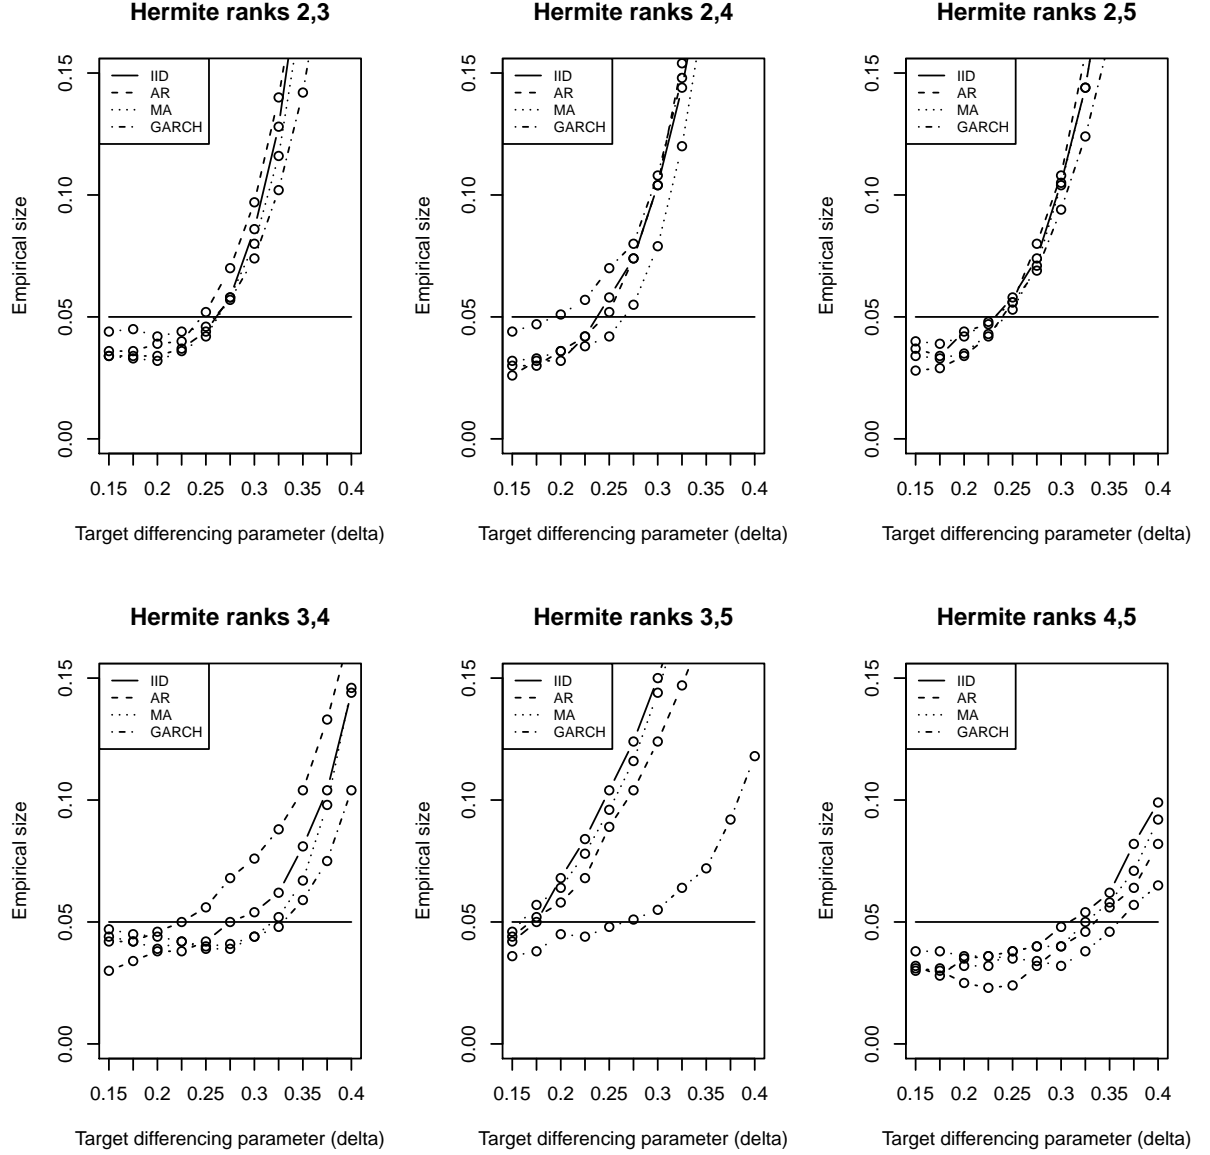 Hermite ranks 2,3
IID
AR
MA
GARCH
Empirical size
0.00
0.05
0.10
0.15
0.15
0.2
0.25
0.3
0.35
0.4
Target differencing parameter (delta)
Hermite ranks 2,4
IID
AR
MA
GARCH
Empirical size
0.00
0.05
0.10
0.15
0.15
0.2
0.25
0.3
0.35
0.4
Target differencing parameter (delta)
Hermite ranks 2,5
IID
AR
MA
GARCH
Empirical size
0.00
0.05
0.10
0.15
0.15
0.2
0.25
0.3
0.35
0.4
Target differencing parameter (delta)
Hermite ranks 3,4
IID
AR
MA
GARCH
Empirical size
0.00
0.05
0.10
0.15
0.15
0.2
0.25
0.3
0.35
0.4
Target differencing parameter (delta)
Hermite ranks 3,5
IID
AR
MA
GARCH
Empirical size
0.00
0.05
0.10
0.15
0.15
0.2
0.25
0.3
0.35
0.4
Target differencing parameter (delta)
Hermite ranks 4,5
IID
AR
MA
GARCH
Empirical size
0.00
0.05
0.10
0.15
0.15
0.2
0.25
0.3
0.35
0.4
Target differencing parameter (delta)